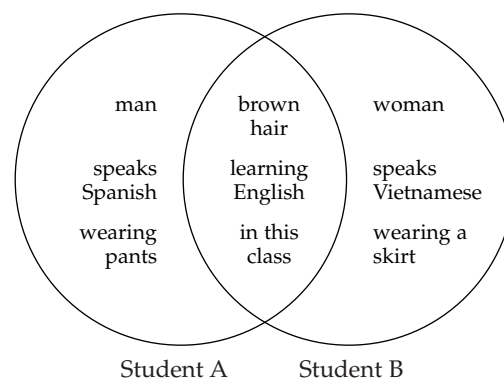 man
brown
hair
woman
speaks
Spanish
learning
English
speaks
Vietnamese
wearing
pants
in this
class
wearing a
skirt
Student A
Student B